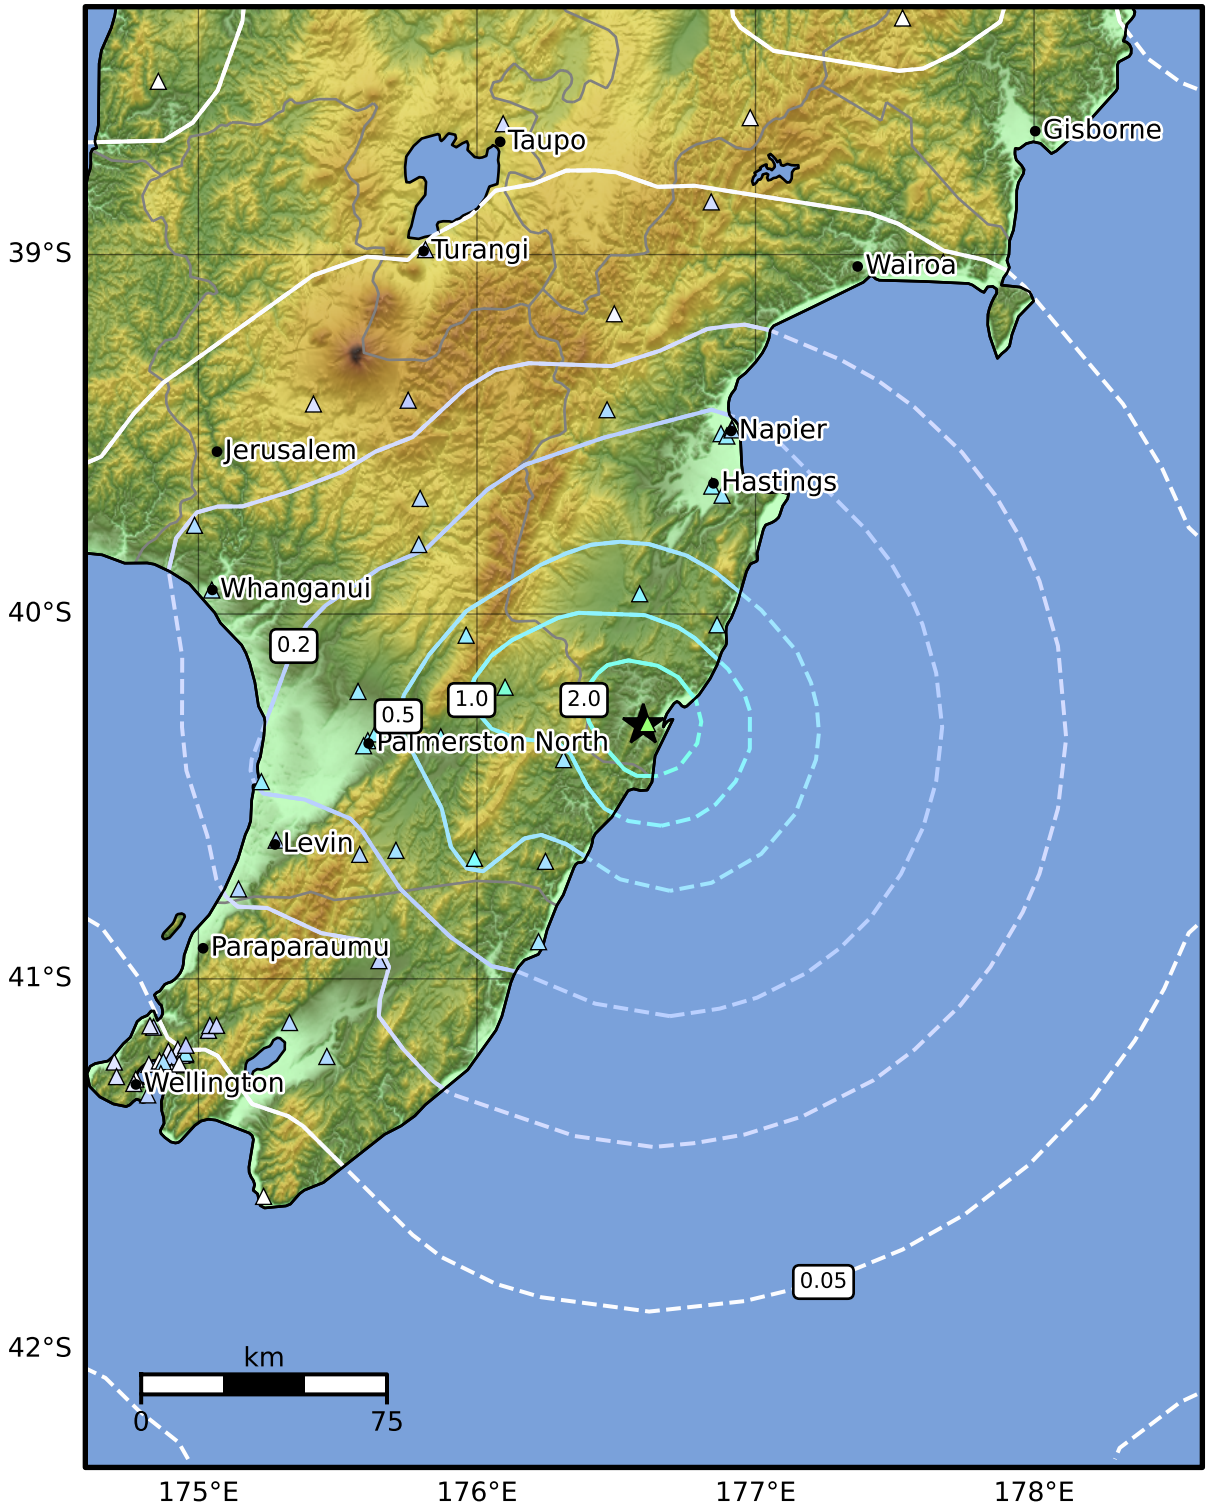 Gisborne
Taupo
39°S
Turangi
Wairoa
Napier
Jerusalem
Hastings
Whanganui
40°S
0.2
2.0
1.0
0.5
Palmerston North
Levin
Paraparaumu
41°S
Wellington
0.05
42°S
km
0
75
175°E
176°E
177°E
178°E